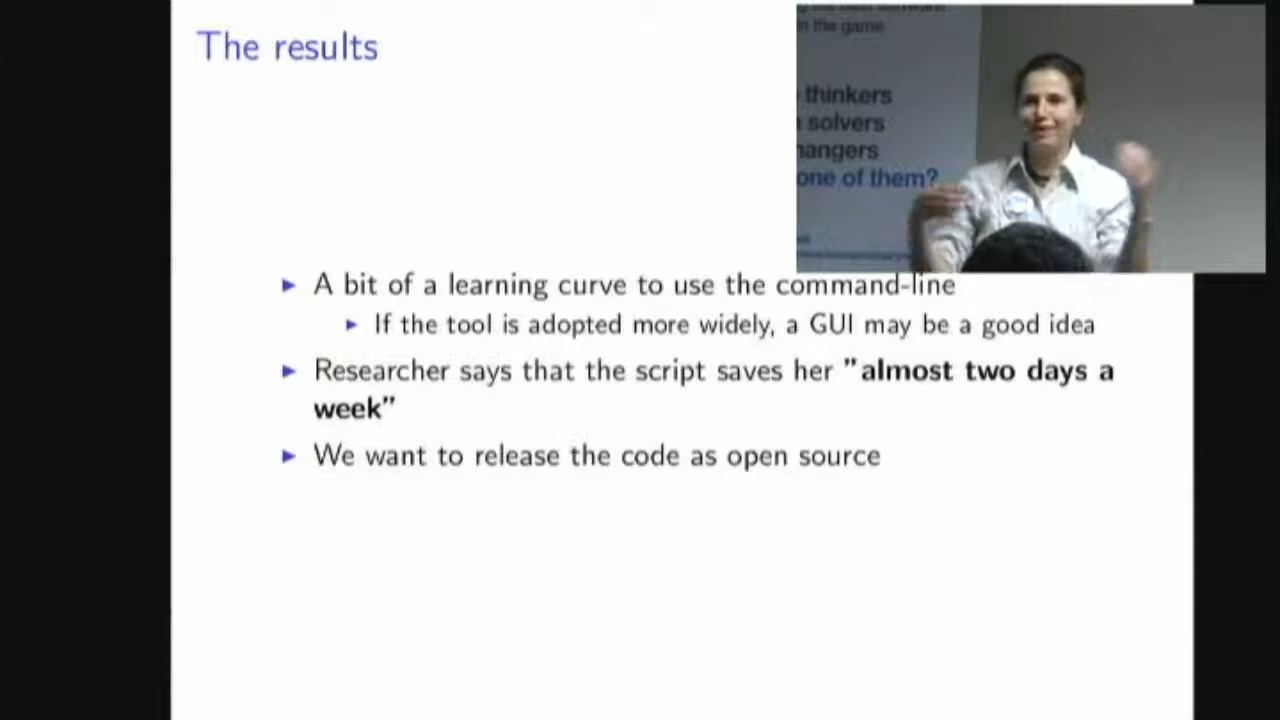 The results
in the game
thinkers
solvers
hangers
one of them?
▶ A bit of a learning curve to use the command-line
▶ If the tool is adopted more widely, a GUI may be a good idea
▶ Researcher says that the script saves her "almost two days a
week"
▶ We want to release the code as open source